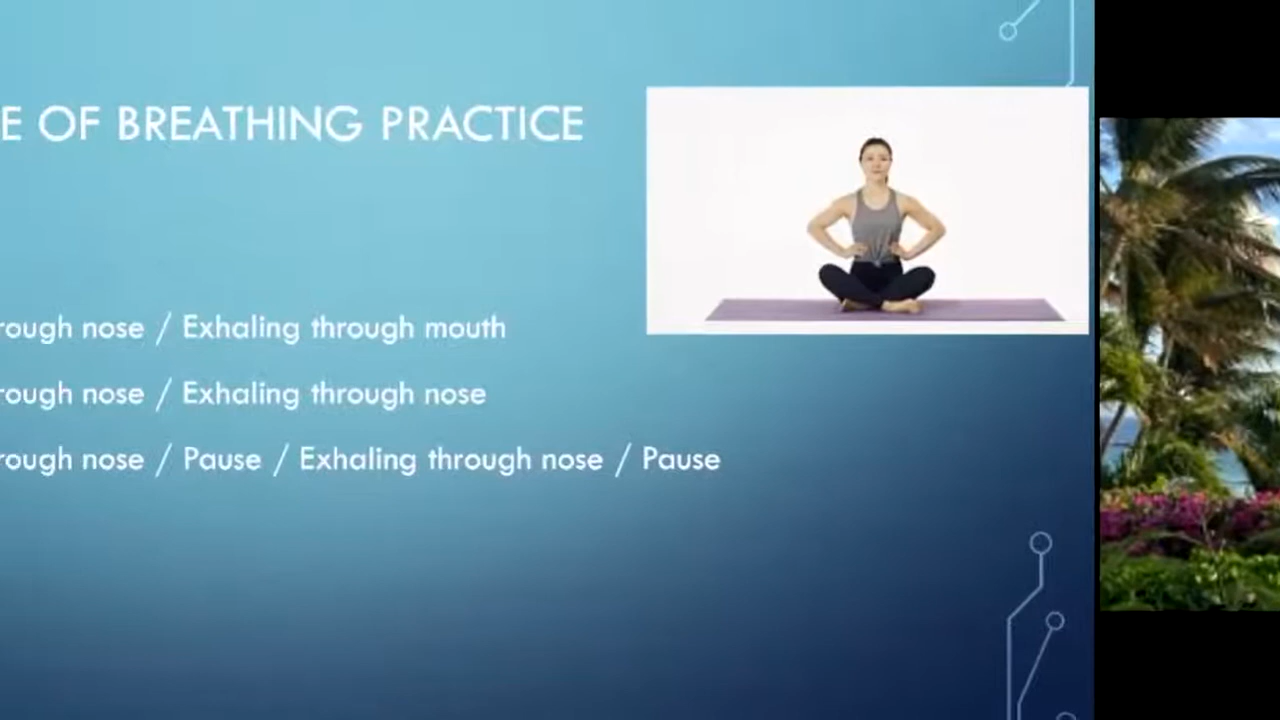 E OF BREATHING PRACTICE
rough nose / Exhaling through mouth
rough nose / Exhaling through nose
rough nose / Pause / Exhaling through nose / Pause